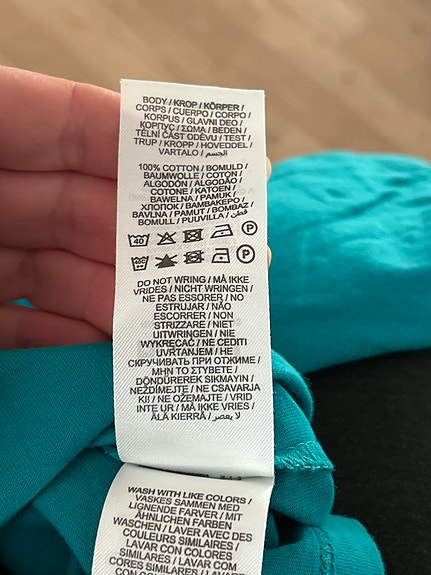 BODY / KROP / KÖRPER /
CORPS / CUERPO / CORPO /
KORPUS / GLAVNI DEO /
КОРПУС / ΣΩΜΑ / BEDEN /
TĚLNÍ ČÁST ODĚVU / TEST /
TRUP / KROPP / HOVEDDEL /
VARTALO / الجسم /
100% COTTON / BOMULD /
BAUMWOLLE / COTON /
ALGODÓN / ALGODÃO /
COTONE / KATOEN /
BAWEŁNA / PAMUK /
ХЛОПОК / ΒΑΜΒΑΚΕΡΟ /
BAVLNA / PAMUT / BOMBAZ /
BOMULL / PUUVILLA / قطن
40 P
40C P
DO NOT WRING / MÅ IKKE
VRIDES / NICHT WRINGEN /
NE PAS ESSORER / NO
ESTRUJAR / NÃO
ESCORRER / NON
STRIZZARE / NIET
UITWRINGEN / NIE
WYKRĘCAĆ / NE CEDITI
UVRTANJEM / НЕ
СКРУЧИВАТЬ ПРИ ОТЖИМЕ /
ΜΗΝ ΤΟ ΣΤΥΒΕΤΕ /
DÖNDÜREREK SIKMAYIN /
NEŽDÍMEJTE / NE CSAVARJA
KI! / NE OŽEMAJTE / VRID
INTE UR / MÅ IKKE VRIES /
ÄLÄ KIERRÄ / لا يعصر /
WASH WITH LIKE COLORS /
VASKES SAMMEN MED
LIGNENDE FARVER / MIT
ÄHNLICHEN FARBEN
WASCHEN / LAVER AVEC DES
COULEURS SIMILAIRES /
LAVAR CON COLORES
SIMILARES / LAVAR COM
CORES SIMILARES /